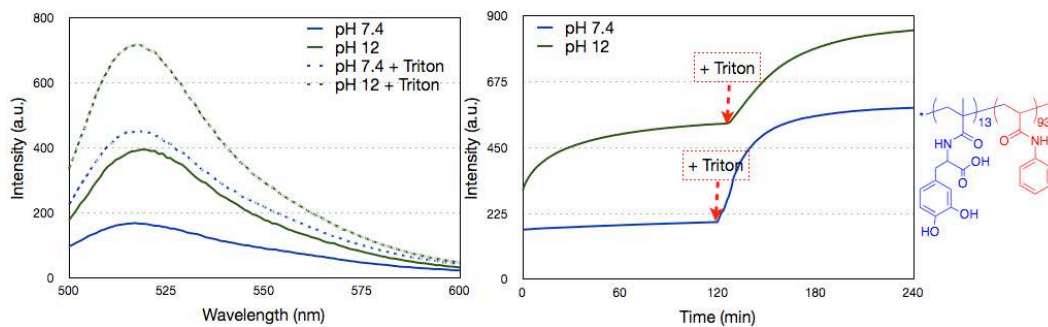 800
600
400
200
0
Intensity (a.u.)
pH 7.4
pH 12
pH 7.4 + Triton
pH 12 + Triton
500
525
550
575
600
Wavelength (nm)
900
675
450
225
0
Intensity (a.u.)
pH 7.4
pH 12
+ Triton
+ Triton
0
60
120
180
240
Time (min)
*
13
93
O
O
HN
N
H
OH
O
OH
HO